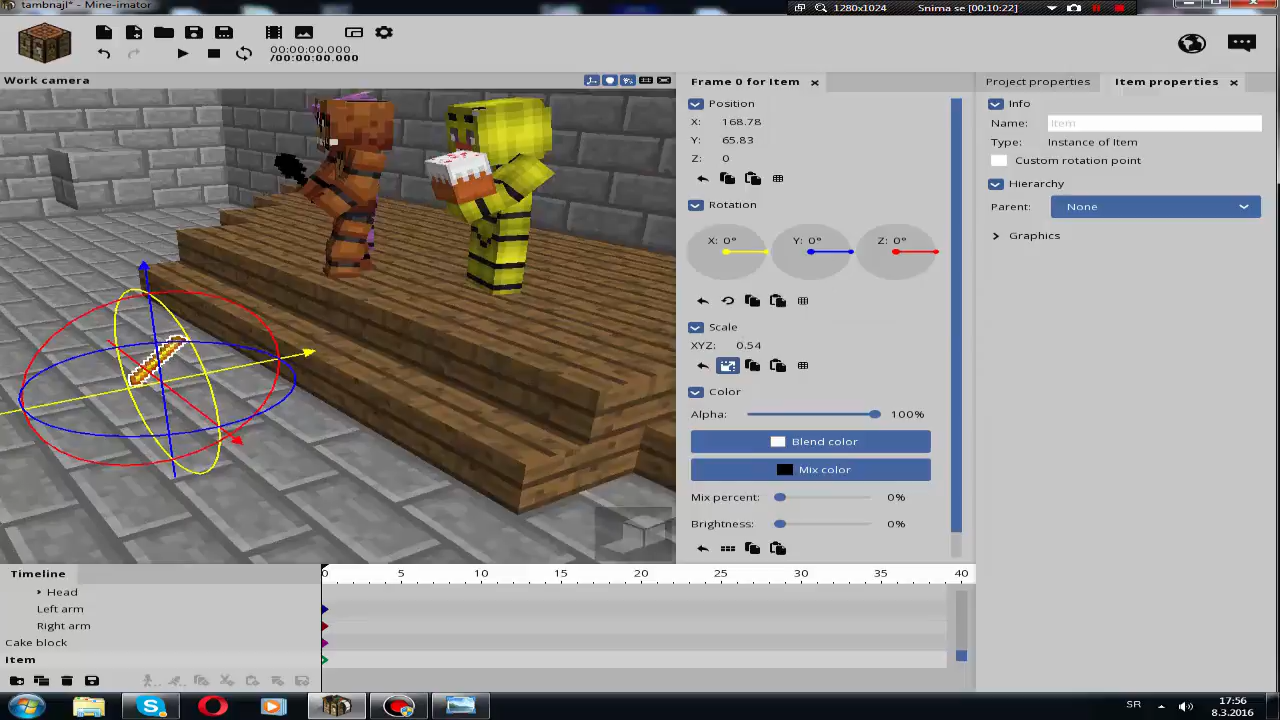 tambnajl* - Mine-imator
1280x1024
Snima se [00:10:22]
00:00:00.000
/00:00:00.000
Work camera
Frame 0 for Item
Project properties
Item properties
Position
X: 168.78
Y: 65.83
Z: 0
Rotation
X: 0°
Y: 0°
Z: 0°
Scale
XYZ: 0.54
Color
Alpha:
100%
Blend color
Mix color
Mix percent:
0%
Brightness:
0%
Info
Name:
Item
Type:
Instance of Item
Custom rotation point
Hierarchy
Parent:
None
Graphics
Timeline
0 5 10 15 20 25 30 35 40
Head
Left arm
Right arm
Cake block
Item
SR
17:56
8.3.2016